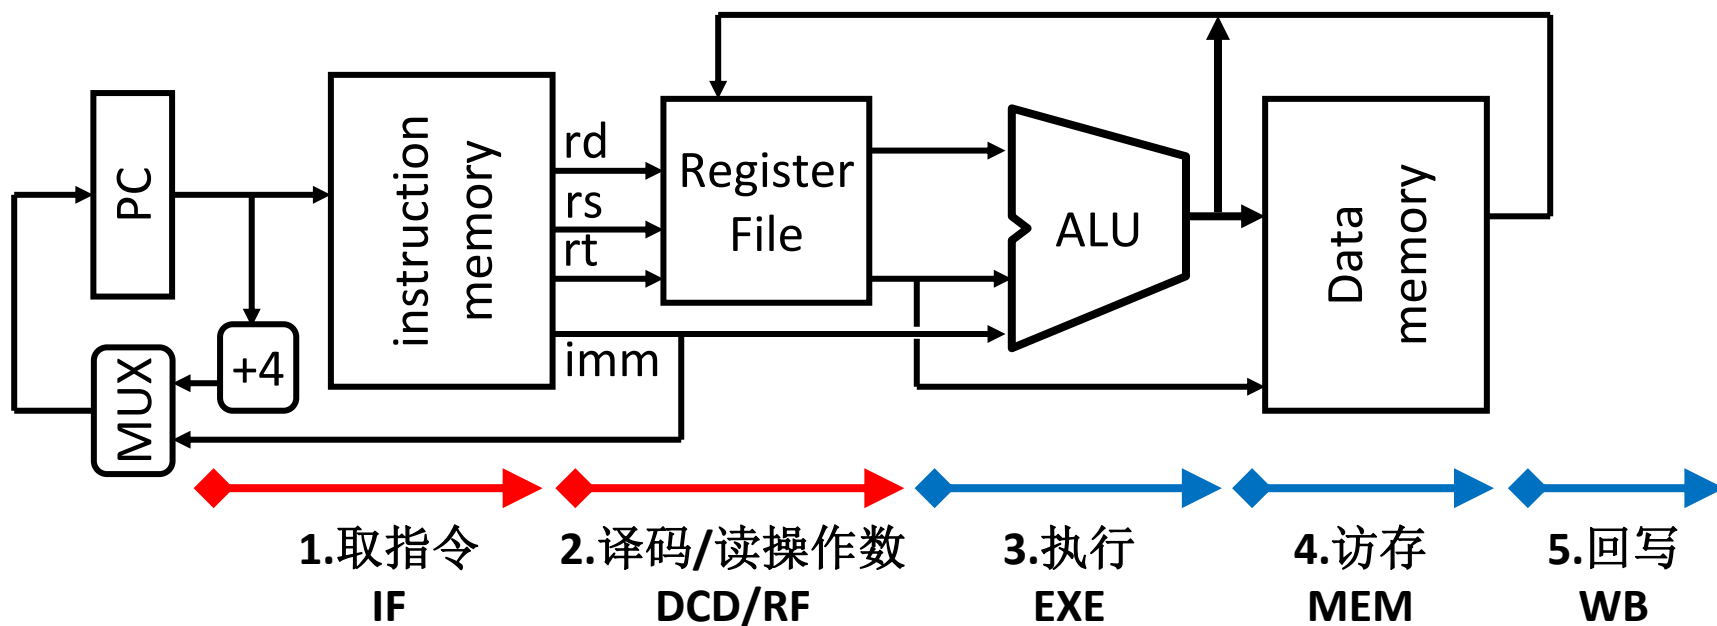 PC
MUX
+4
instruction
memory
rd
rs
rt
imm
Register
File
ALU
Data
memory
1.取指令
IF
2.译码/读操作数
DCD/RF
3.执行
EXE
4.访存
MEM
5.回写
WB